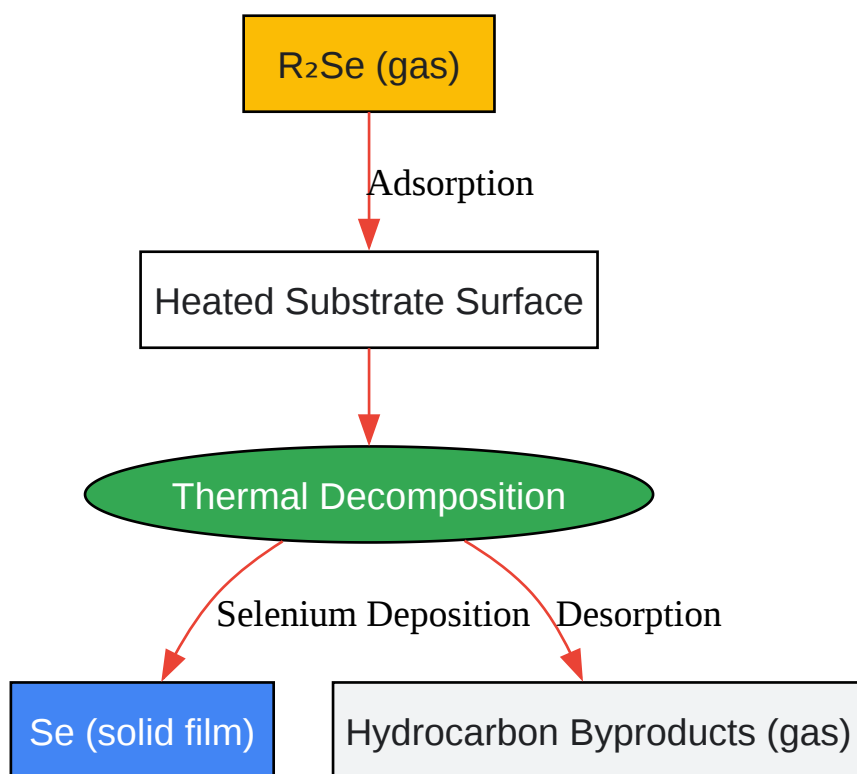 R₂Se (gas)
Adsorption
Heated Substrate Surface
Thermal Decomposition
Selenium Deposition
Desorption
Se (solid film)
Hydrocarbon Byproducts (gas)